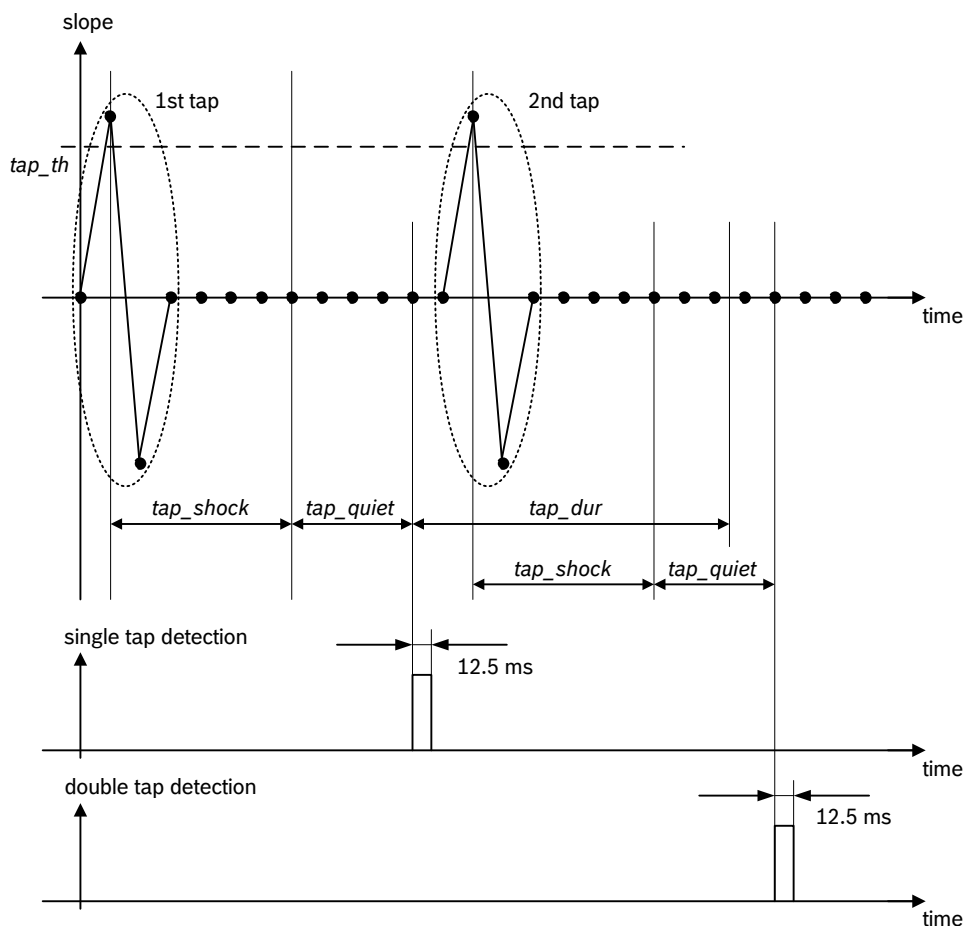 slope
1st tap
2nd tap
tap_th
time
tap_shock
tap_quiet
tap_dur
tap_shock
tap_quiet
single tap detection
12.5 ms
time
double tap detection
12.5 ms
time